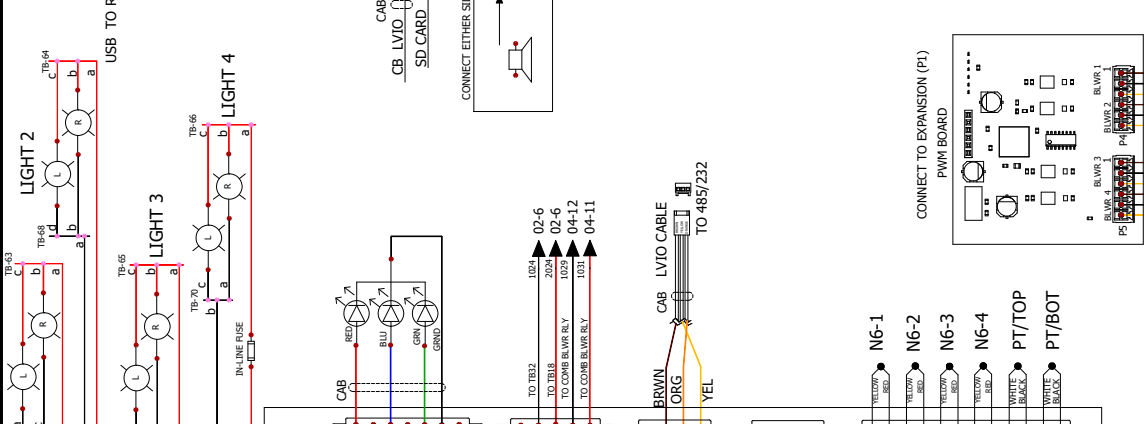 USB TO R
TB-64
c
b
a
R
L
LIGHT 2
TB-68
d
b
a
TB-63
c
b
a
R
L
LIGHT 3
TB-65
c
b
a
R
L
LIGHT 4
TB-66
c
b
a
R
L
TB-70
c
b
IN-LINE FUSE
CAB
CB LVIO
SD CARD
CONNECT EITHER SI
RED
BLU
GRN
GRND
CAB
02-6
02-6
04-12
04-11
1024
2024
1029
1031
TO TB32
TO TB18
TO COMB BLWR RLY
TO COMB BLWR RLY
LVIO CABLE
CAB
TO 485/232
BRWN
ORG
YEL
CONNECT TO EXPANSION (P1)
PWM BOARD
BLWR 1
1
BLWR 2
P4
BLWR 3
1
BLWR 4
P5
N6-1
N6-2
N6-3
N6-4
PT/TOP
PT/BOT
YELLOW
RED
YELLOW
RED
YELLOW
RED
YELLOW
RED
WHITE
BLACK
WHITE
BLACK